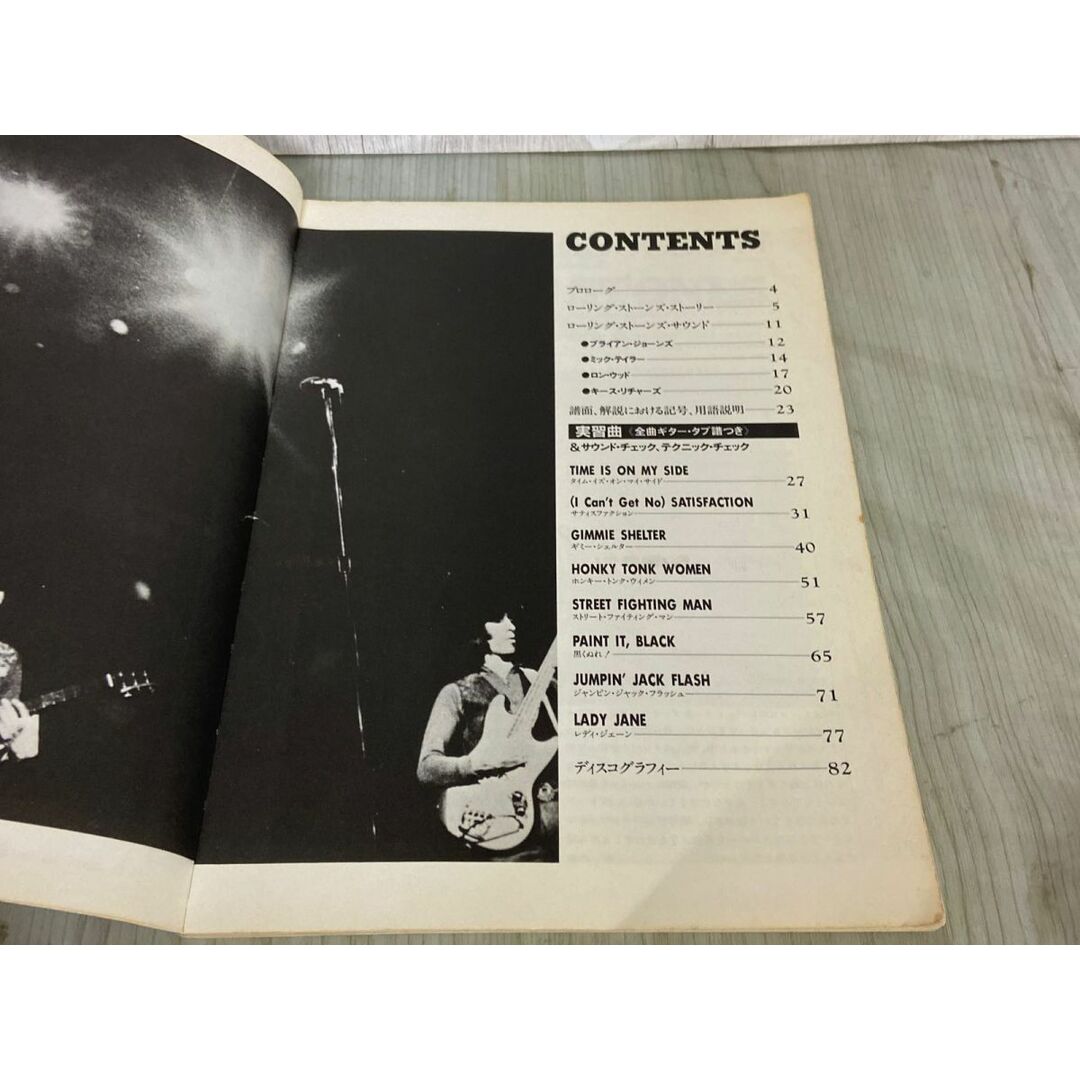 CONTENTS
プロローグ 4
ローリング・ストーンズ・ストーリー 5
ローリング・ストーンズ・サウンド 11
●ブライアン・ジョーンズ 12
●ミック・テイラー 14
●ロン・ウッド 17
●キース・リチャーズ 20
譜面、解説における記号、用語説明 23
実習曲《全曲ギター・タブ譜つき》
&サウンド・チェック、テクニック・チェック
TIME IS ON MY SIDE
タイム・イズ・オン・マイ・サイド 27
(I Can't Get No) SATISFACTION
サティスファクション 31
GIMMIE SHELTER
ギミー・シェルター 40
HONKY TONK WOMEN
ホンキー・トンク・ウィメン 51
STREET FIGHTING MAN
ストリート・ファイティング・マン 57
PAINT IT, BLACK
黒くぬれ! 65
JUMPIN' JACK FLASH
ジャンピン・ジャック・フラッシュ 71
LADY JANE
レディ・ジェーン 77
ディスコグラフィー 82